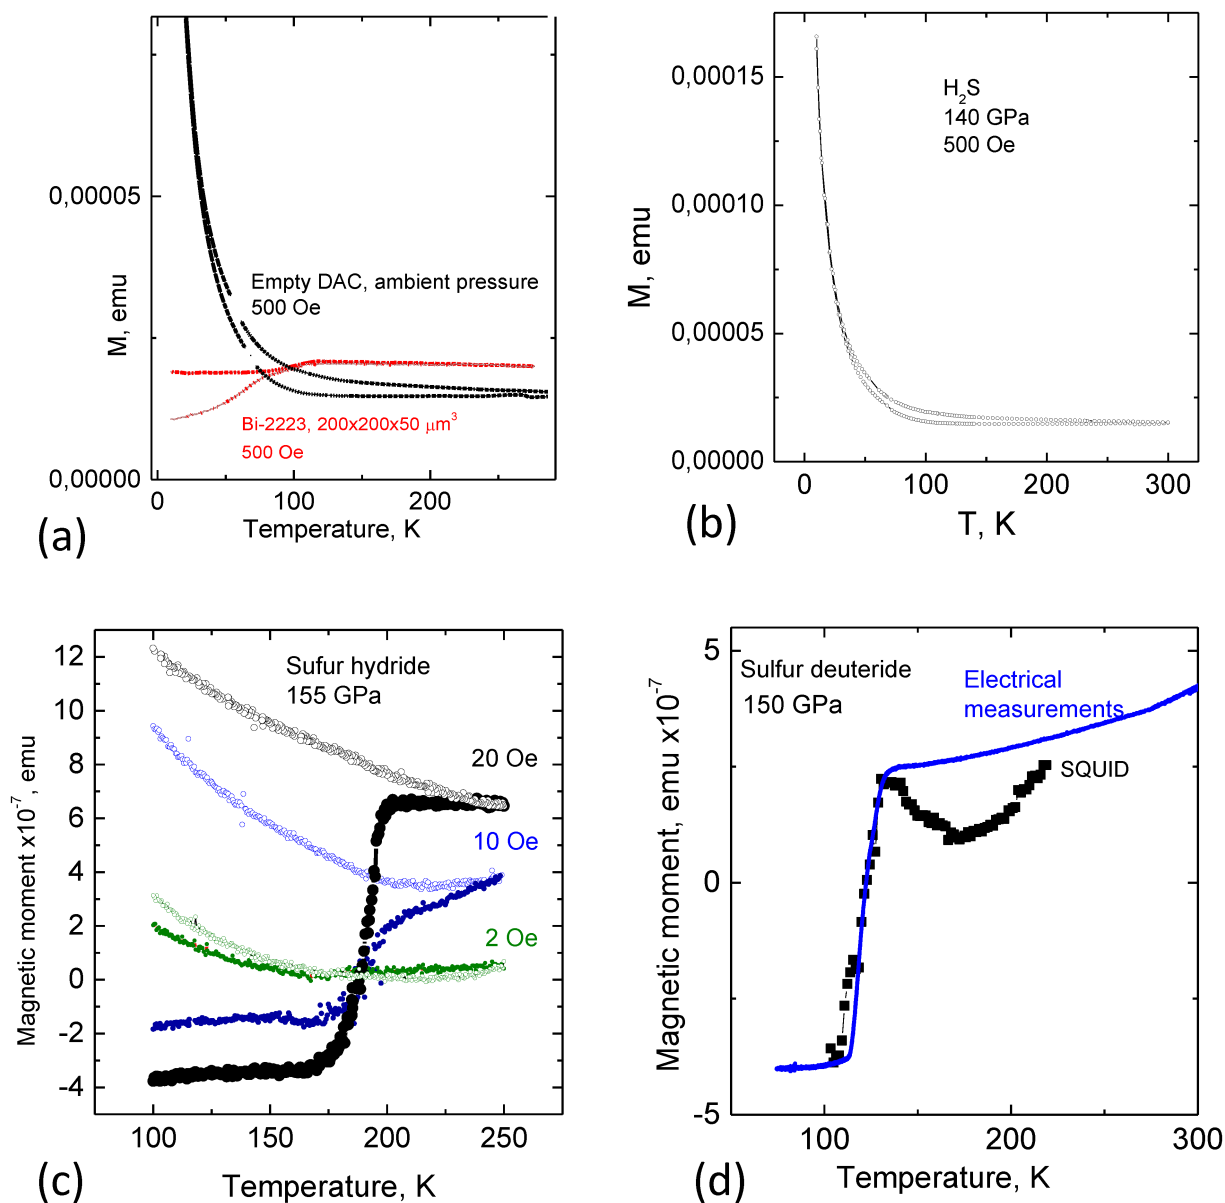 0,00005
0,00000
M, emu
Empty DAC, ambient pressure
500 Oe
Bi-2223, 200x200x50 μm³
500 Oe
0 100 200
Temperature, K
(a)
0,00015
0,00010
0,00005
0,00000
M, emu
H₂S
140 GPa
500 Oe
0 100 200 300
T, K
(b)
12
10
8
6
4
2
0
-2
-4
Magnetic moment x10⁻⁷, emu
Sufur hydride
155 GPa
20 Oe
10 Oe
2 Oe
100 150 200 250
Temperature, K
(c)
5
0
-5
Magnetic moment, emu x10⁻⁷
Sulfur deuteride
150 GPa
Electrical
measurements
SQUID
100 200 300
Temperature, K
(d)